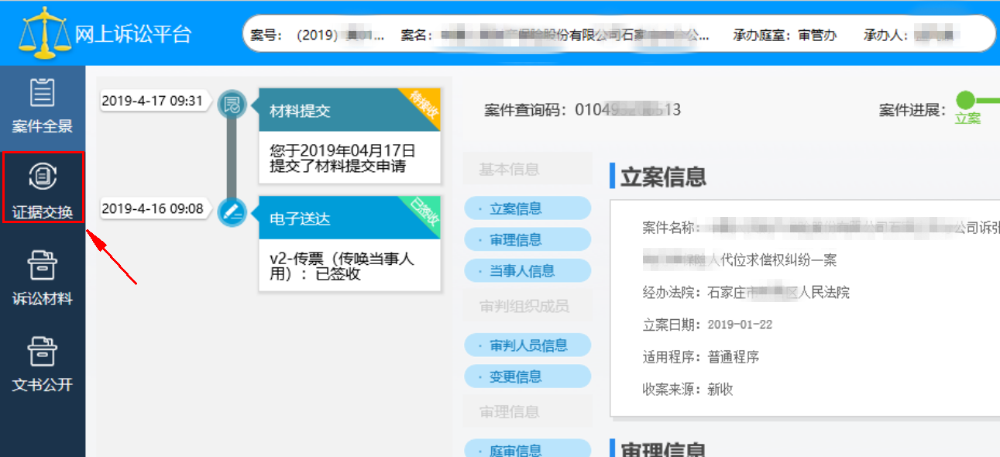 网上诉讼平台
案号：（2019） ... 案名： 保险股份有限公司石家 公... 承办庭室：审管办 承办人：
案件全景
证据交换
诉讼材料
文书公开
2019-4-17 09:31
材料提交
待接收
您于2019年04月17日
提交了材料提交申请
2019-4-16 09:08
电子送达
已签收
v2-传票（传唤当事人
用）：已签收
案件查询码：0104 13
案件进展：
立案
基本信息
· 立案信息
· 审理信息
· 当事人信息
审判组织成员
· 审判人员信息
· 变更信息
审理信息
· 庭审信息
立案信息
案件名称： 公司诉张
人代位求偿权纠纷一案
经办法院：石家庄市 区人民法院
立案日期：2019-01-22
适用程序：普通程序
收案来源：新收
审理信息